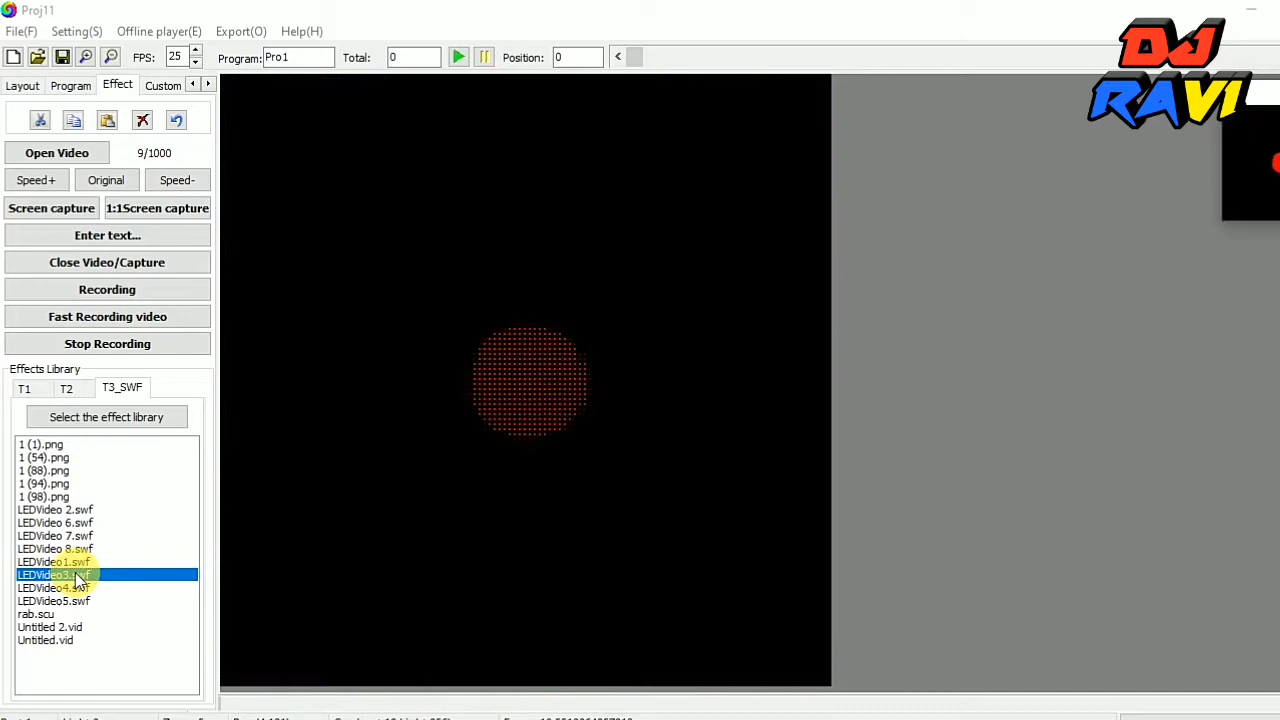 Proj11
File(F) Setting(S) Offline player(E) Export(O) Help(H)
FPS: 25 Program: Pro1 Total: 0 Position: 0
Layout Program Effect Custom
Open Video 9/1000
Speed+ Original Speed-
Screen capture 1:1Screen capture
Enter text...
Close Video/Capture
Recording
Fast Recording video
Stop Recording
Effects Library
T1 T2 T3_SWF
Select the effect library
1 (1).png
1 (54).png
1 (88).png
1 (94).png
1 (98).png
LEDVideo 2.swf
LEDVideo 6.swf
LEDVideo 7.swf
LEDVideo 8.swf
LEDVideo1.swf
LEDVideo3.swf
LEDVideo4.swf
LEDVideo5.swf
rab.scu
Untitled 2.vid
Untitled.vid
DJ
RAVI